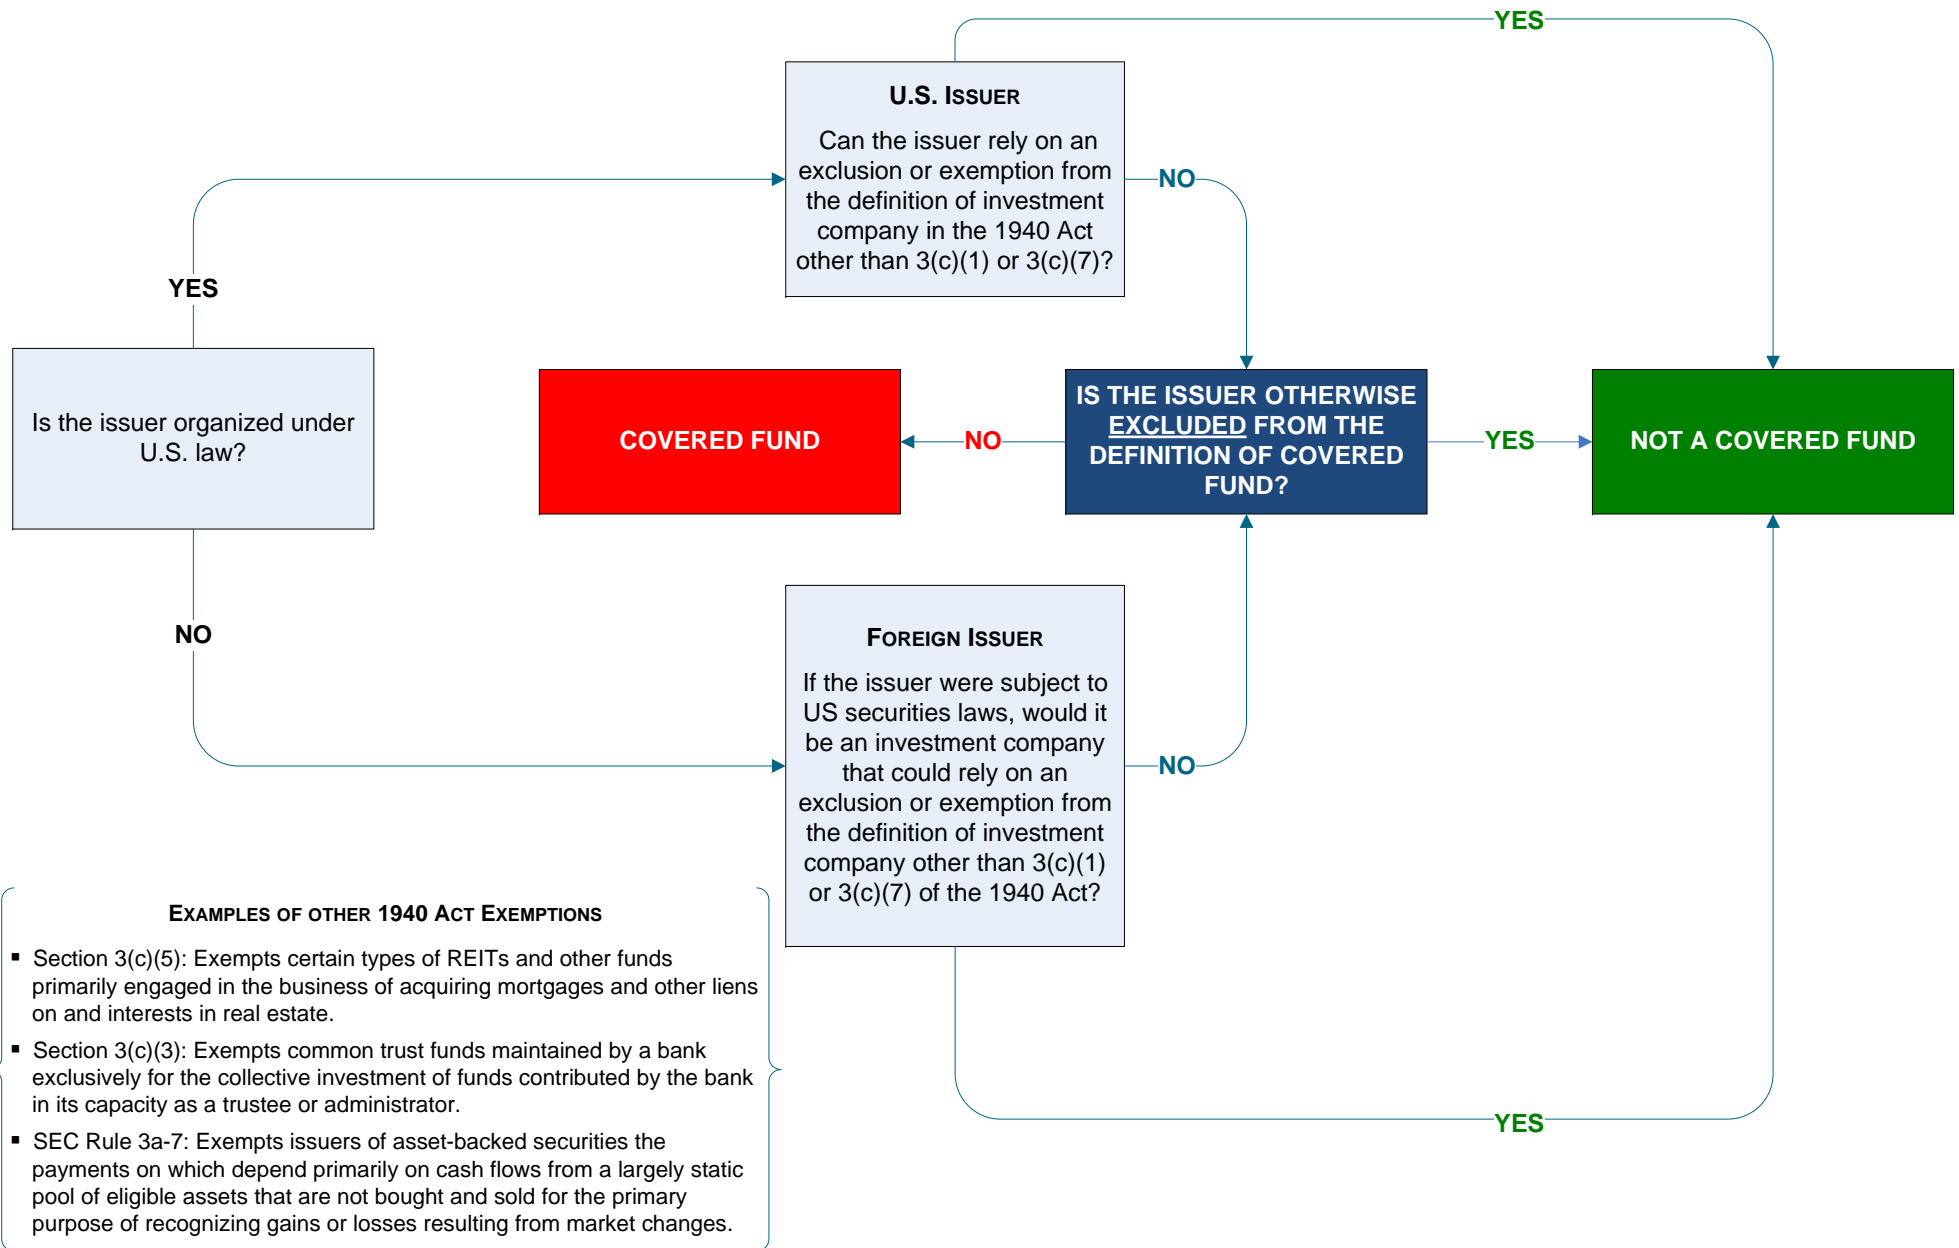 YES
U.S. ISSUER
Can the issuer rely on an
exclusion or exemption from
the definition of investment
company in the 1940 Act
other than 3(c)(1) or 3(c)(7)?
NO
YES
Is the issuer organized under
U.S. law?
COVERED FUND
NO
IS THE ISSUER OTHERWISE
EXCLUDED FROM THE
DEFINITION OF COVERED
FUND?
YES
NOT A COVERED FUND
NO
FOREIGN ISSUER
If the issuer were subject to
US securities laws, would it
be an investment company
that could rely on an
exclusion or exemption from
the definition of investment
company other than 3(c)(1)
or 3(c)(7) of the 1940 Act?
NO
YES
EXAMPLES OF OTHER 1940 ACT EXEMPTIONS
▪ Section 3(c)(5): Exempts certain types of REITs and other funds
primarily engaged in the business of acquiring mortgages and other liens
on and interests in real estate.
▪ Section 3(c)(3): Exempts common trust funds maintained by a bank
exclusively for the collective investment of funds contributed by the bank
in its capacity as a trustee or administrator.
▪ SEC Rule 3a-7: Exempts issuers of asset-backed securities the
payments on which depend primarily on cash flows from a largely static
pool of eligible assets that are not bought and sold for the primary
purpose of recognizing gains or losses resulting from market changes.